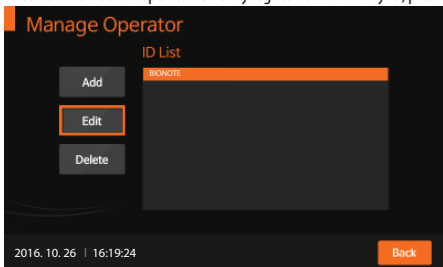 Manage Operator
ID List
BIONOTE
Add
Edit
Delete
2016. 10. 26 | 16:19:24
Back